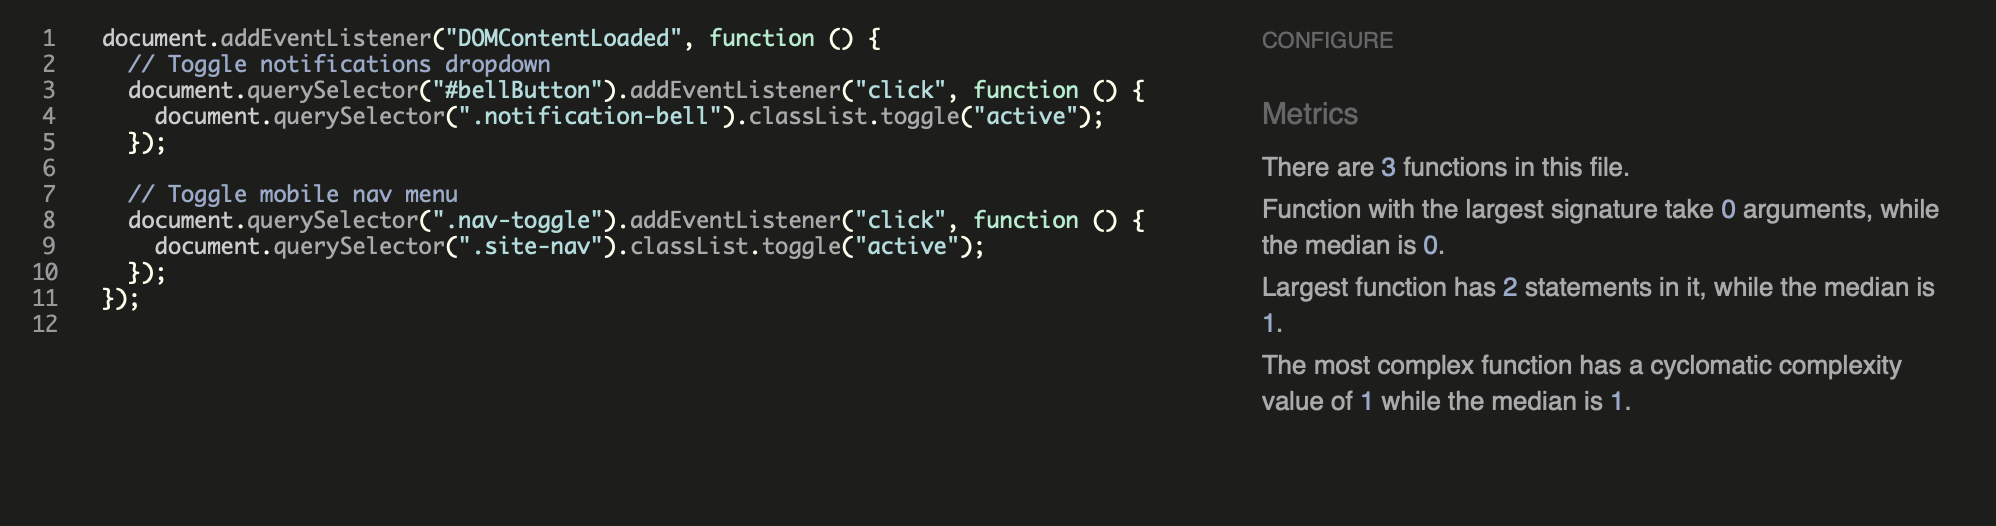 1 document.addEventListener("DOMContentLoaded", function () {
2 // Toggle notifications dropdown
3 document.querySelector("#bellButton").addEventListener("click", function () {
4 document.querySelector(".notification-bell").classList.toggle("active");
5 });
6
7 // Toggle mobile nav menu
8 document.querySelector(".nav-toggle").addEventListener("click", function () {
9 document.querySelector(".site-nav").classList.toggle("active");
10 });
11 });
12
CONFIGURE
Metrics
There are 3 functions in this file.
Function with the largest signature take 0 arguments, while
the median is 0.
Largest function has 2 statements in it, while the median is
1.
The most complex function has a cyclomatic complexity
value of 1 while the median is 1.